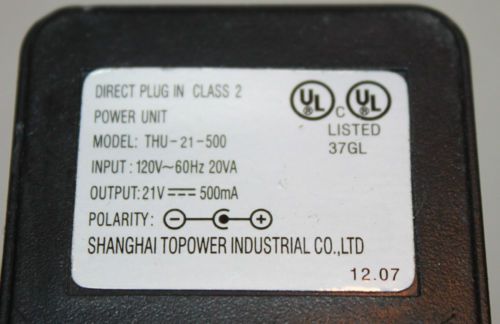 DIRECT PLUG IN CLASS 2
POWER UNIT
MODEL: THU-21-500
INPUT: 120V~60Hz 20VA
OUTPUT: 21V⎓500mA
POLARITY:
SHANGHAI TOPOWER INDUSTRIAL CO.,LTD
UL C UL
LISTED
37GL
12.07